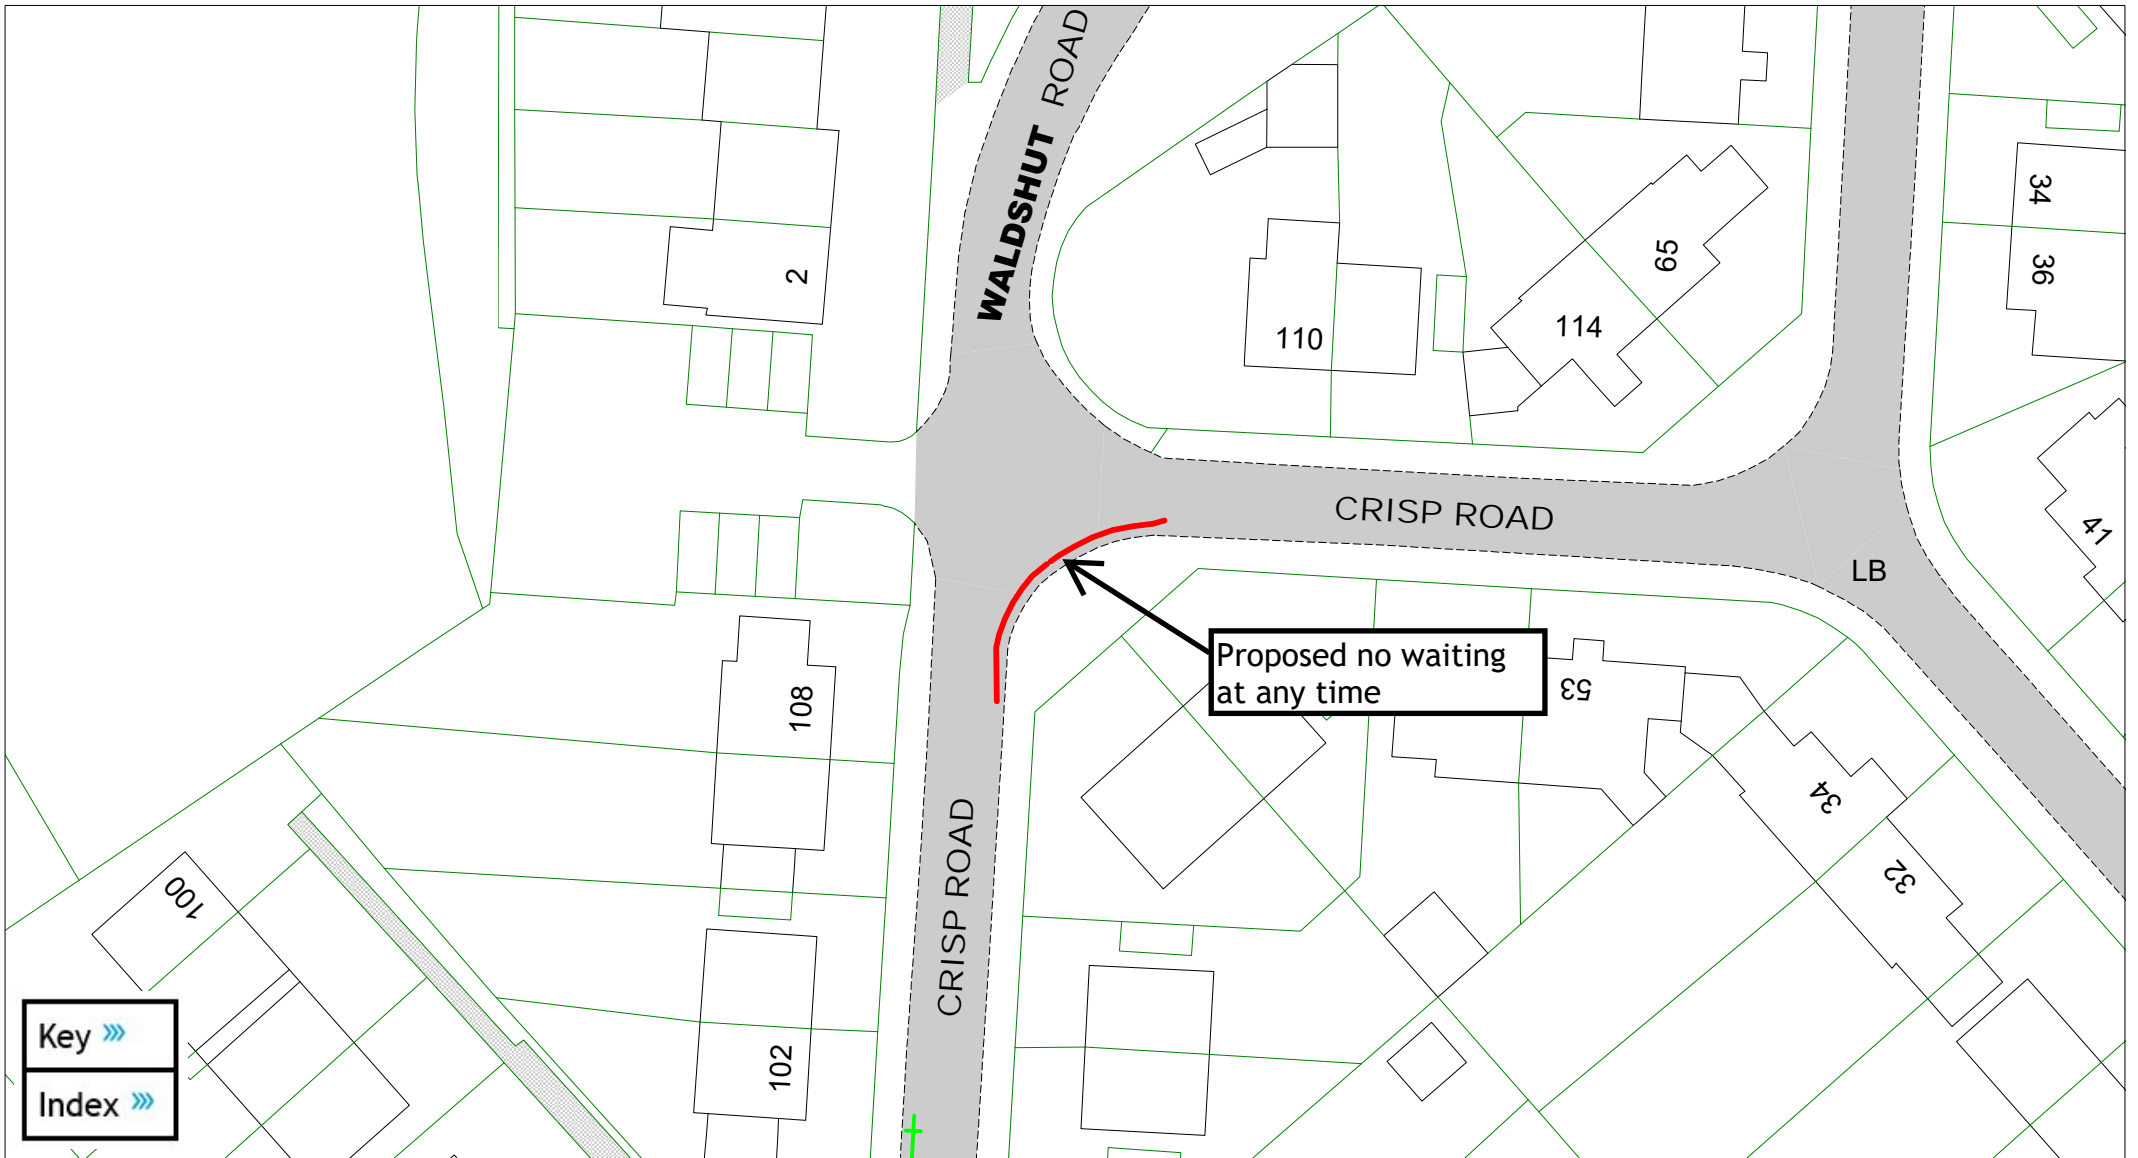 WALDSHUT ROAD
2
110
114
65
34
36
41
CRISP ROAD
LB
Proposed no waiting
at any time
53
108
34
32
CRISP ROAD
100
102
Key »»
Index »»